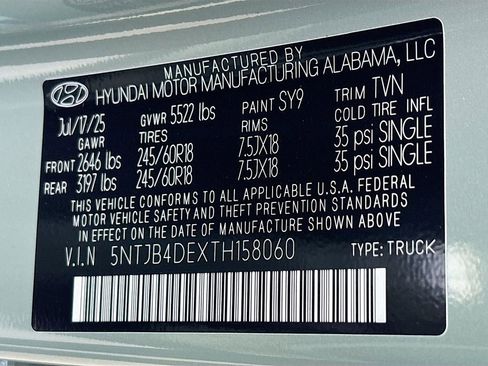 MANUFACTURED BY
HYUNDAI MOTOR MANUFACTURING ALABAMA, LLC
Jul/17/25 GVWR 5522 lbs PAINT SY9 TRIM TVN
GAWR TIRES RIMS COLD TIRE INFL
FRONT 2646 lbs 245/60R18 7.5JX18 35 psi SINGLE
REAR 3197 lbs 245/60R18 7.5JX18 35 psi SINGLE
THIS VEHICLE CONFORMS TO ALL APPLICABLE U.S.A. FEDERAL
MOTOR VEHICLE SAFETY AND THEFT PREVENTION STANDARDS
IN EFFECT ON THE DATE OF MANUFACTURE SHOWN ABOVE.
V.I.N 5NTJB4DEXTH158060 TYPE: TRUCK